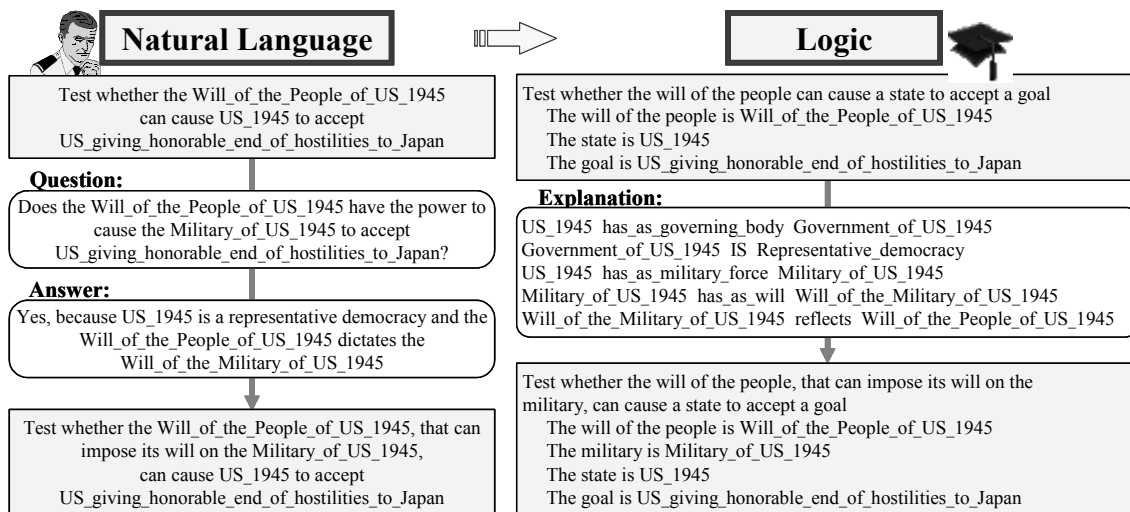 Natural Language
Test whether the Will_of_the_People_of_US_1945
can cause US_1945 to accept
US_giving_honorable_end_of_hostilities_to_Japan
Question:
Does the Will_of_the_People_of_US_1945 have the power to
cause the Military_of_US_1945 to accept
US_giving_honorable_end_of_hostilities_to_Japan?
Answer:
Yes, because US_1945 is a representative democracy and the
Will_of_the_People_of_US_1945 dictates the
Will_of_the_Military_of_US_1945
Test whether the Will_of_the_People_of_US_1945, that can
impose its will on the Military_of_US_1945,
can cause US_1945 to accept
US_giving_honorable_end_of_hostilities_to_Japan
Logic
Test whether the will of the people can cause a state to accept a goal
The will of the people is Will_of_the_People_of_US_1945
The state is US_1945
The goal is US_giving_honorable_end_of_hostilities_to_Japan
Explanation:
US_1945 has_as_governing_body Government_of_US_1945
Government_of_US_1945 IS Representative_democracy
US_1945 has_as_military_force Military_of_US_1945
Military_of_US_1945 has_as_will Will_of_the_Military_of_US_1945
Will_of_the_Military_of_US_1945 reflects Will_of_the_People_of_US_1945
Test whether the will of the people, that can impose its will on the
military, can cause a state to accept a goal
The will of the people is Will_of_the_People_of_US_1945
The military is Military_of_US_1945
The state is US_1945
The goal is US_giving_honorable_end_of_hostilities_to_Japan